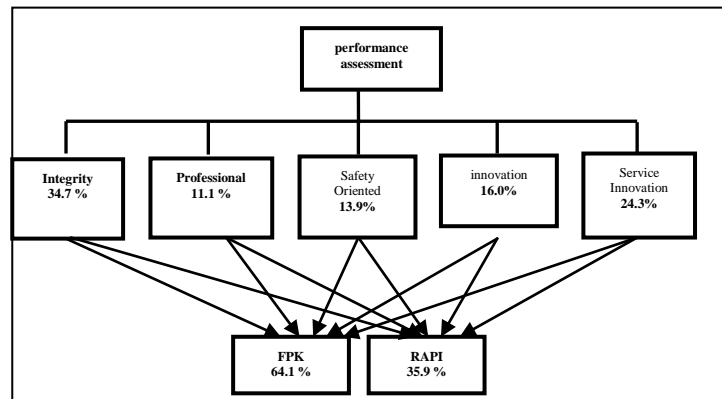 performance
assessment
Integrity
34.7 %
Professional
11.1 %
Safety
Oriented
13.9%
innovation
16.0%
Service
Innovation
24.3%
FPK
64.1 %
RAPI
35.9 %